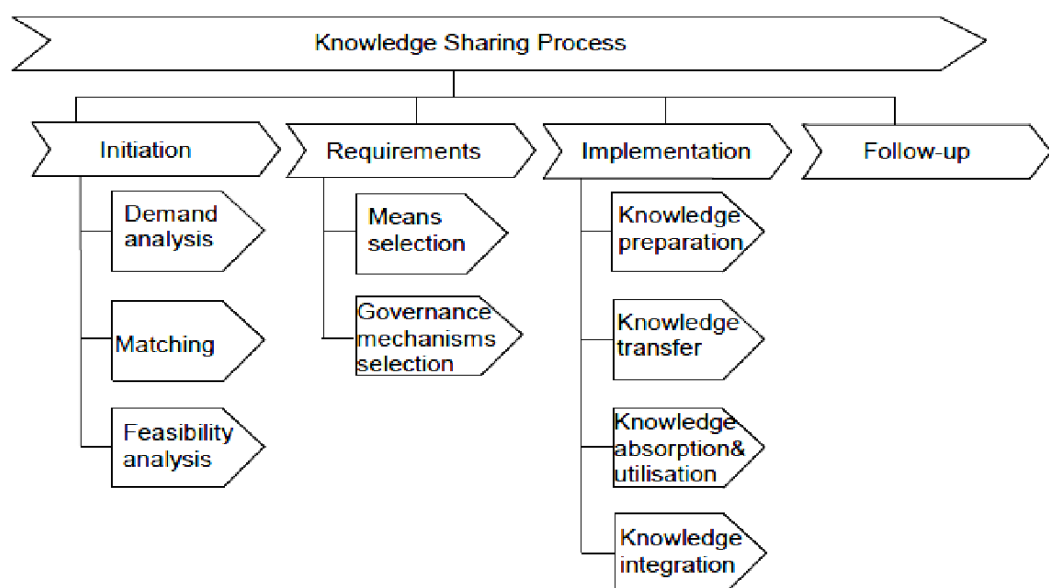 Knowledge Sharing Process
Initiation
Requirements
Implementation
Follow-up
Demand
analysis
Matching
Feasibility
analysis
Means
selection
Governance
mechanisms
selection
Knowledge
preparation
Knowledge
transfer
Knowledge
absorption&
utilisation
Knowledge
integration